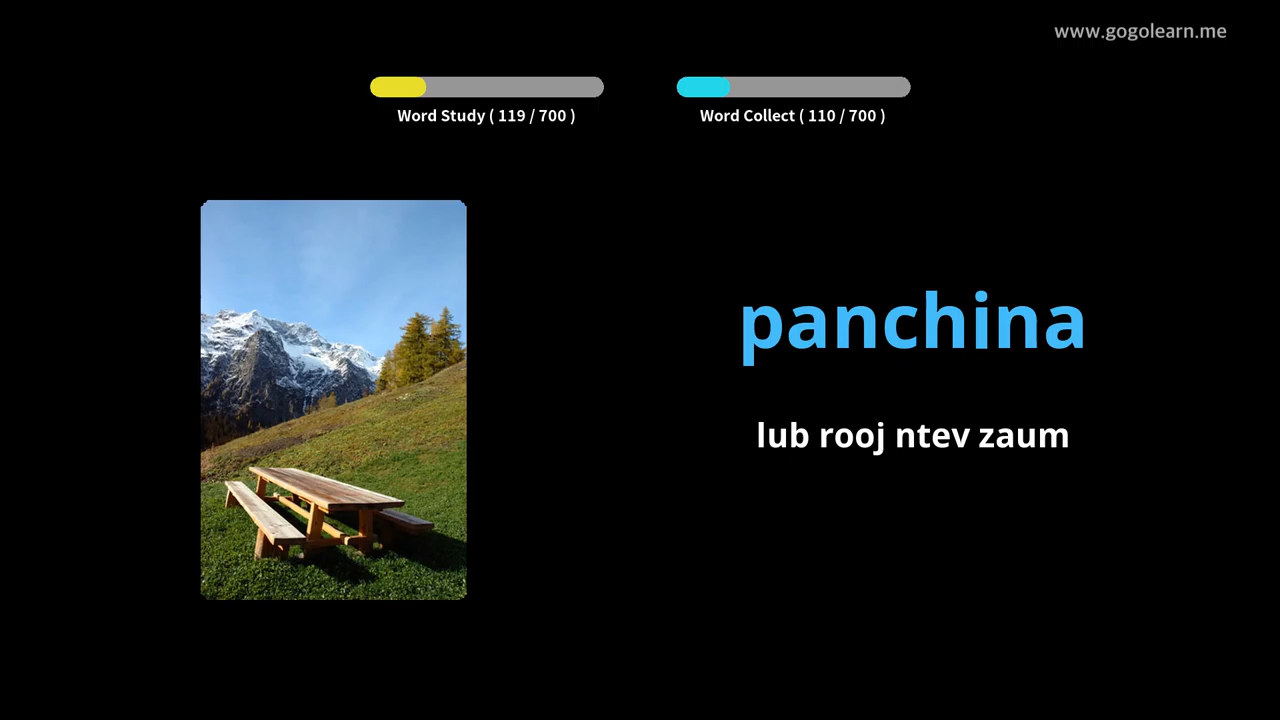 www.gogolearn.me
Word Study ( 119 / 700 )
Word Collect ( 110 / 700 )
panchina
lub rooj ntev zaum